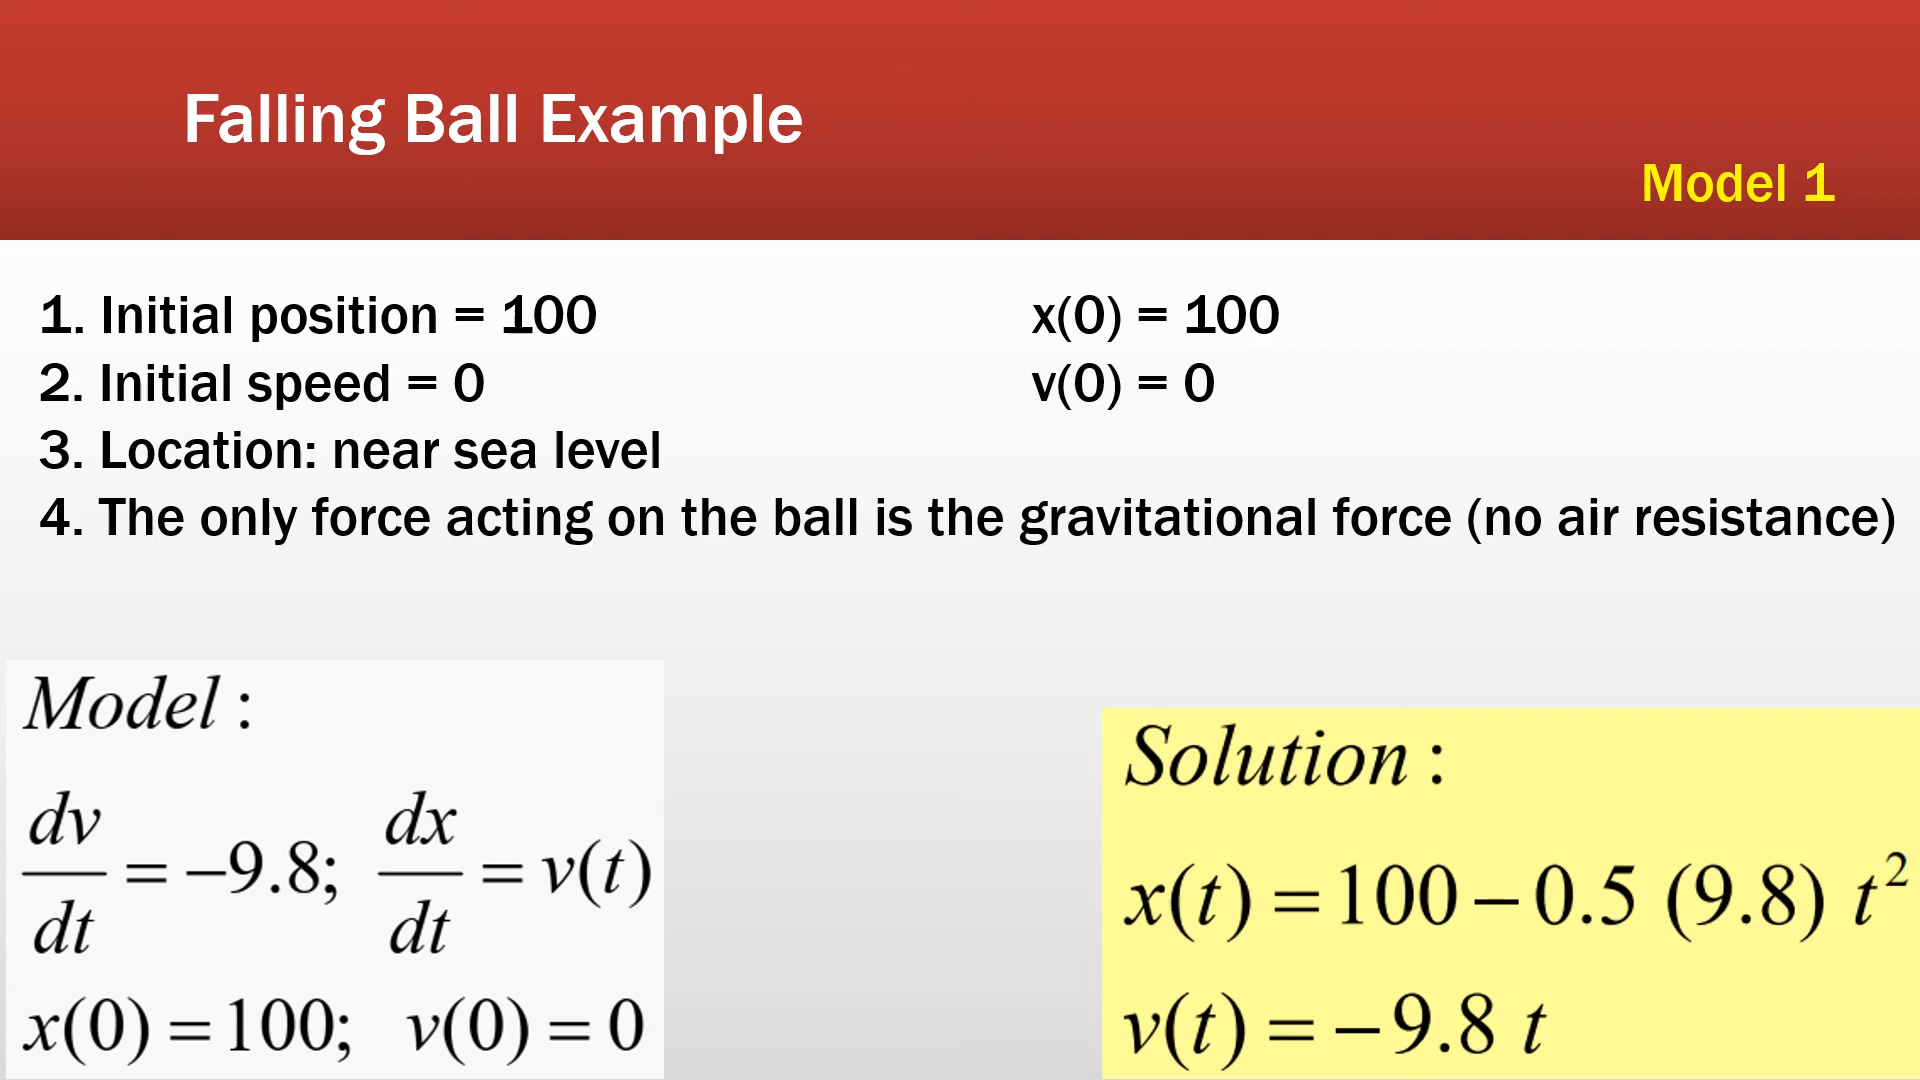 Falling Ball Example
Model 1
1. Initial position = 100
x(0) = 100
2. Initial speed = 0
v(0) = 0
3. Location: near sea level
4. The only force acting on the ball is the gravitational force (no air resistance)
Model :
dv/dt = −9.8; dx/dt = v(t)
x(0) = 100; v(0) = 0
Solution :
x(t) = 100 − 0.5 (9.8) t²
v(t) = −9.8 t